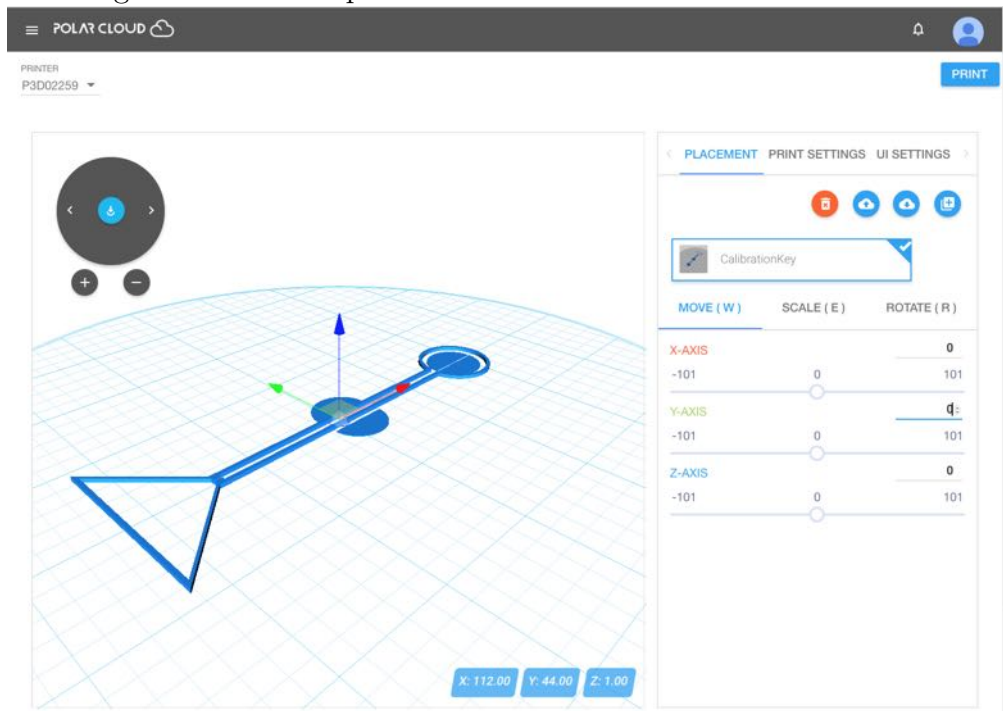 POLAR CLOUD
PRINTER
P3D02259
PRINT
PLACEMENT PRINT SETTINGS UI SETTINGS
CalibrationKey
MOVE ( W ) SCALE ( E ) ROTATE ( R )
X-AXIS 0
-101 0 101
Y-AXIS 0
-101 0 101
Z-AXIS 0
-101 0 101
X: 112.00 Y: 44.00 Z: 1.00